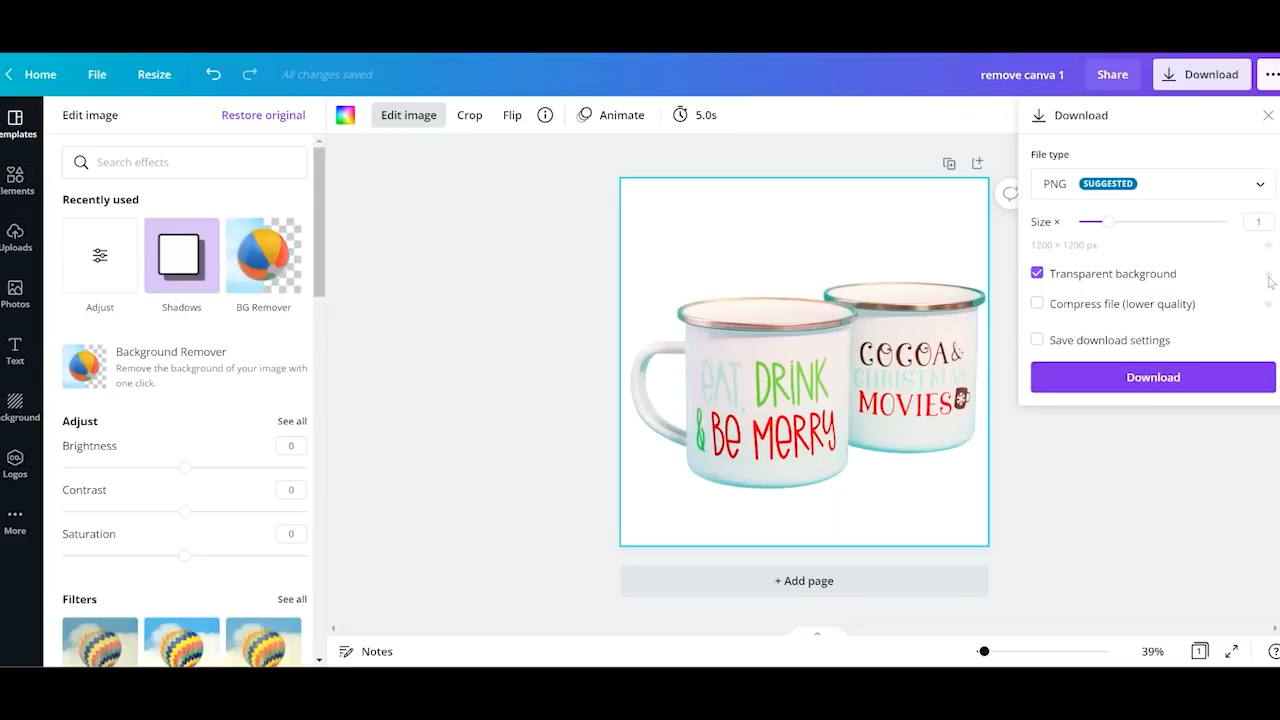 Home File Resize All changes saved remove canva 1 Share Download
Edit image Restore original Edit image Crop Flip Animate 5.0s Download
emplates
Search effects
File type
PNG SUGGESTED
Elements
Recently used
Size × 1
1200 × 1200 px
Uploads
Transparent background
Photos
Adjust Shadows BG Remover
Compress file (lower quality)
Text
Background Remover
Remove the background of your image with
one click.
Save download settings
Download
ckground
Adjust See all
Brightness 0
Logos
Contrast 0
More
Saturation 0
Filters See all
EAT, DRINK
& BE MERRY
COCOA &
CHRISTMAS
MOVIES
+ Add page
Notes
39%
1